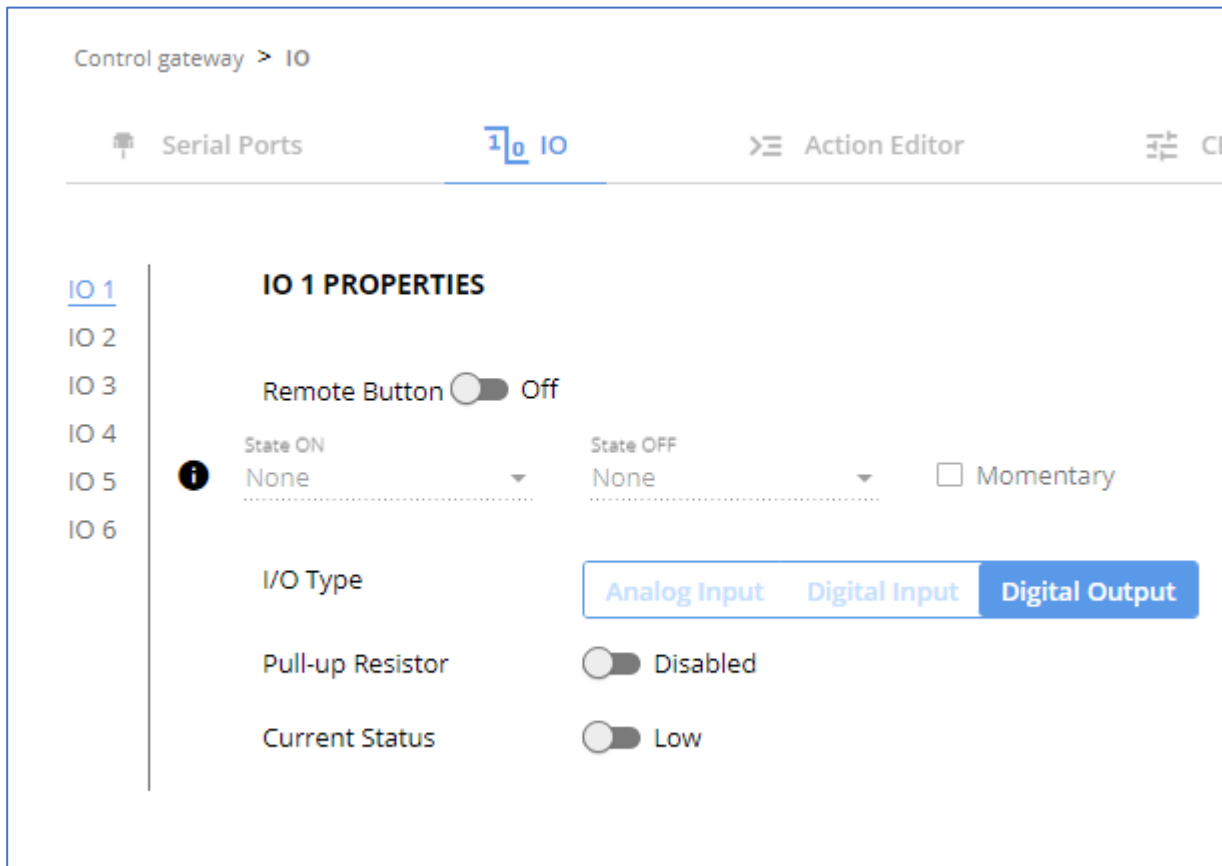 Control gateway > IO
Serial Ports
1 0 IO
Action Editor
IO 1
IO 2
IO 3
IO 4
IO 5
IO 6
IO 1 PROPERTIES
Remote Button Off
State ON
None
State OFF
None
Momentary
I/O Type
Analog Input Digital Input Digital Output
Pull-up Resistor Disabled
Current Status Low